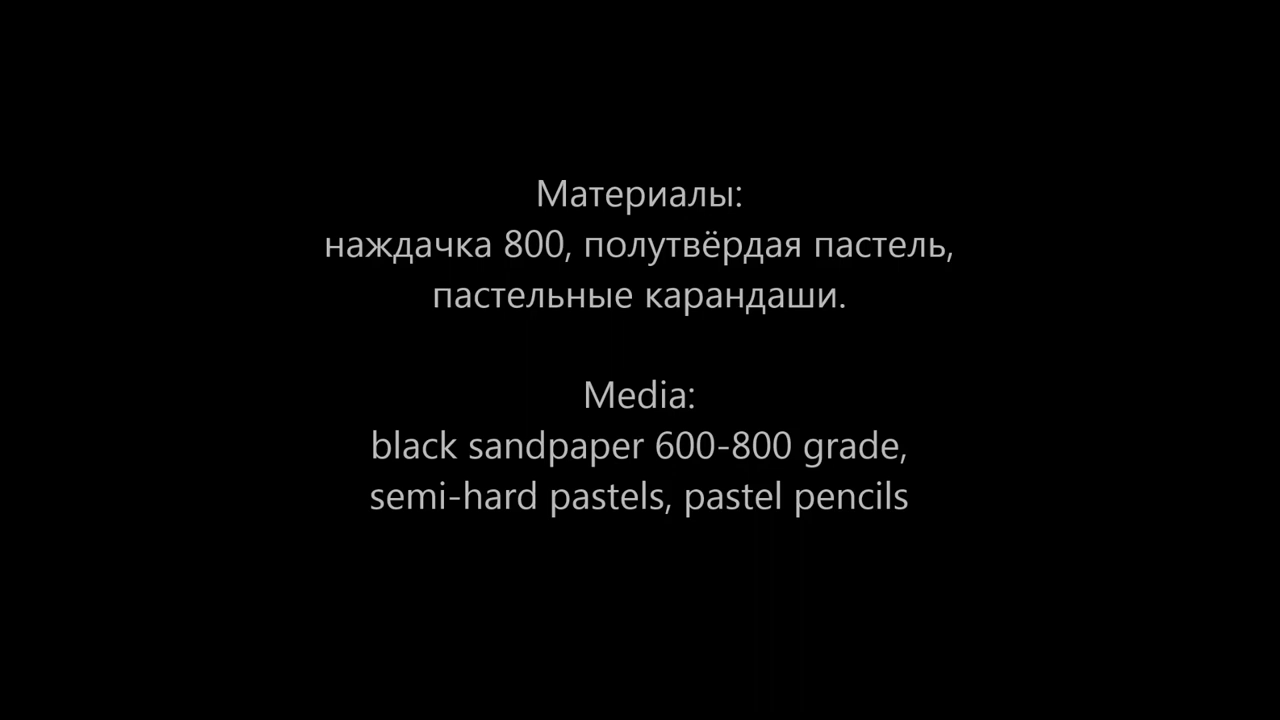 Материалы:
наждачка 800, полутвёрдая пастель,
пастельные карандаши.
Media:
black sandpaper 600-800 grade,
semi-hard pastels, pastel pencils